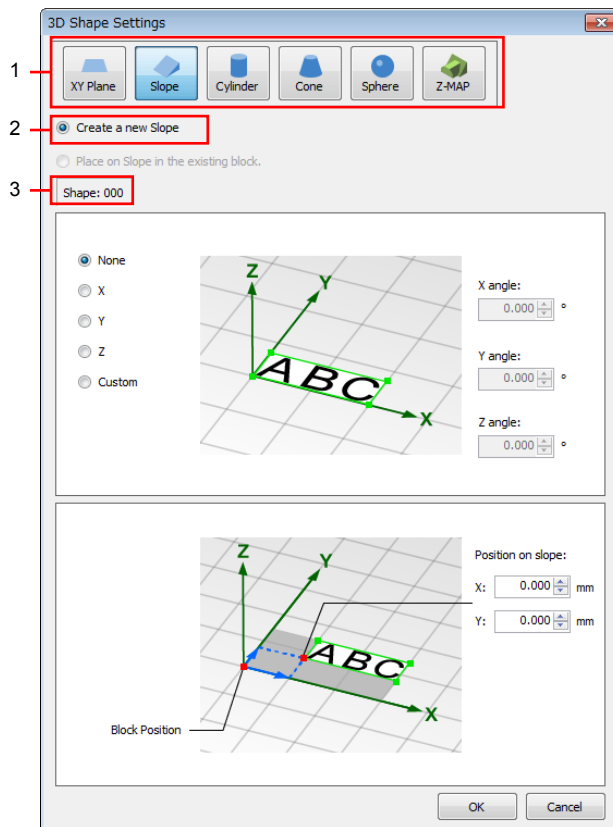 3D Shape Settings
1
XY Plane
Slope
Cylinder
Cone
Sphere
Z-MAP
2
Create a new Slope
Place on Slope in the existing block.
3
Shape: 000
None
X
Y
Z
Custom
Z
Y
ABC
X
X angle:
0.000 °
Y angle:
0.000 °
Z angle:
0.000 °
Z
Y
ABC
X
Block Position
Position on slope:
X: 0.000 mm
Y: 0.000 mm
OK
Cancel